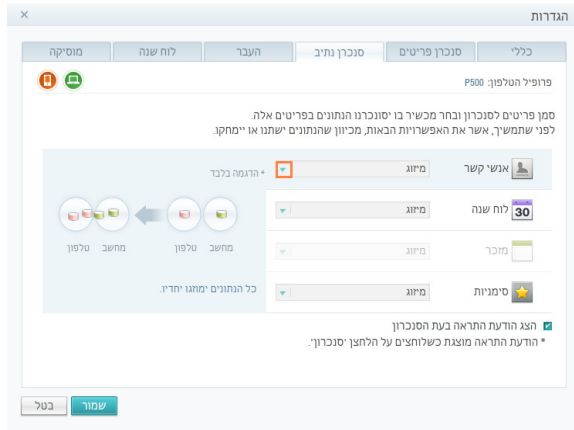 הגדרות
כללי
סנכרן פריטים
סנכרן נתיב
העבר
לוח שנה
מוסיקה
פרופיל הטלפון: P500
סמן פריטים לסנכרון ובחר מכשיר בו יסונכרנו הנתונים בפריטים אלה.
לפני שתמשיך, אשר את האפשרויות הבאות, מכיוון שהנתונים ישתנו או יימחקו.
אנשי קשר
מיזוג
* הדגמה בלבד
30
לוח שנה
מיזוג
מחשב
טלפון
מחשב
טלפון
מזכר
מיזוג
סימניות
מיזוג
כל הנתונים ימוזגו יחדיו.
הצג הודעת התראה בעת הסנכרון
* הודעת התראה מוצגת כשלוחצים על הלחצן 'סנכרון'.
שמור
בטל